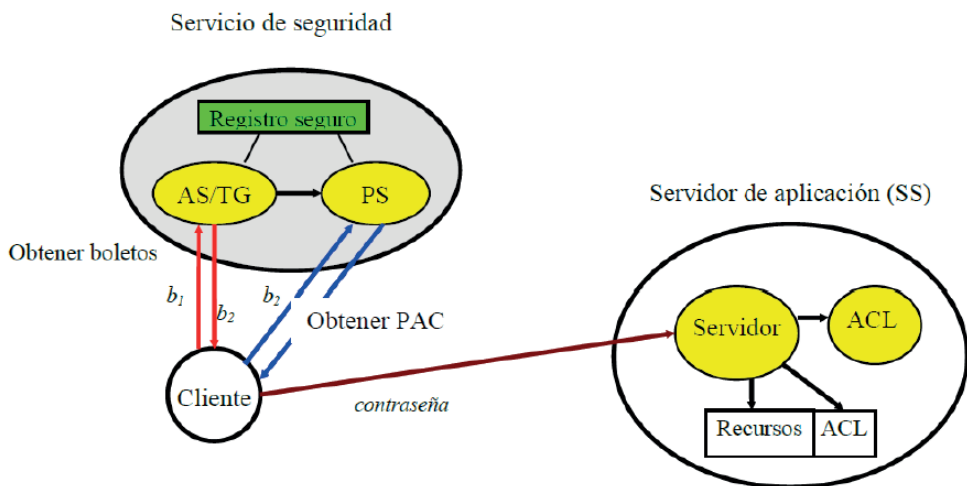 Servicio de seguridad
Registro seguro
AS/TG
PS
Servidor de aplicación (SS)
Obtener boletos
b1
b2
b2
Obtener PAC
Servidor
ACL
Cliente
contraseña
Recursos
ACL